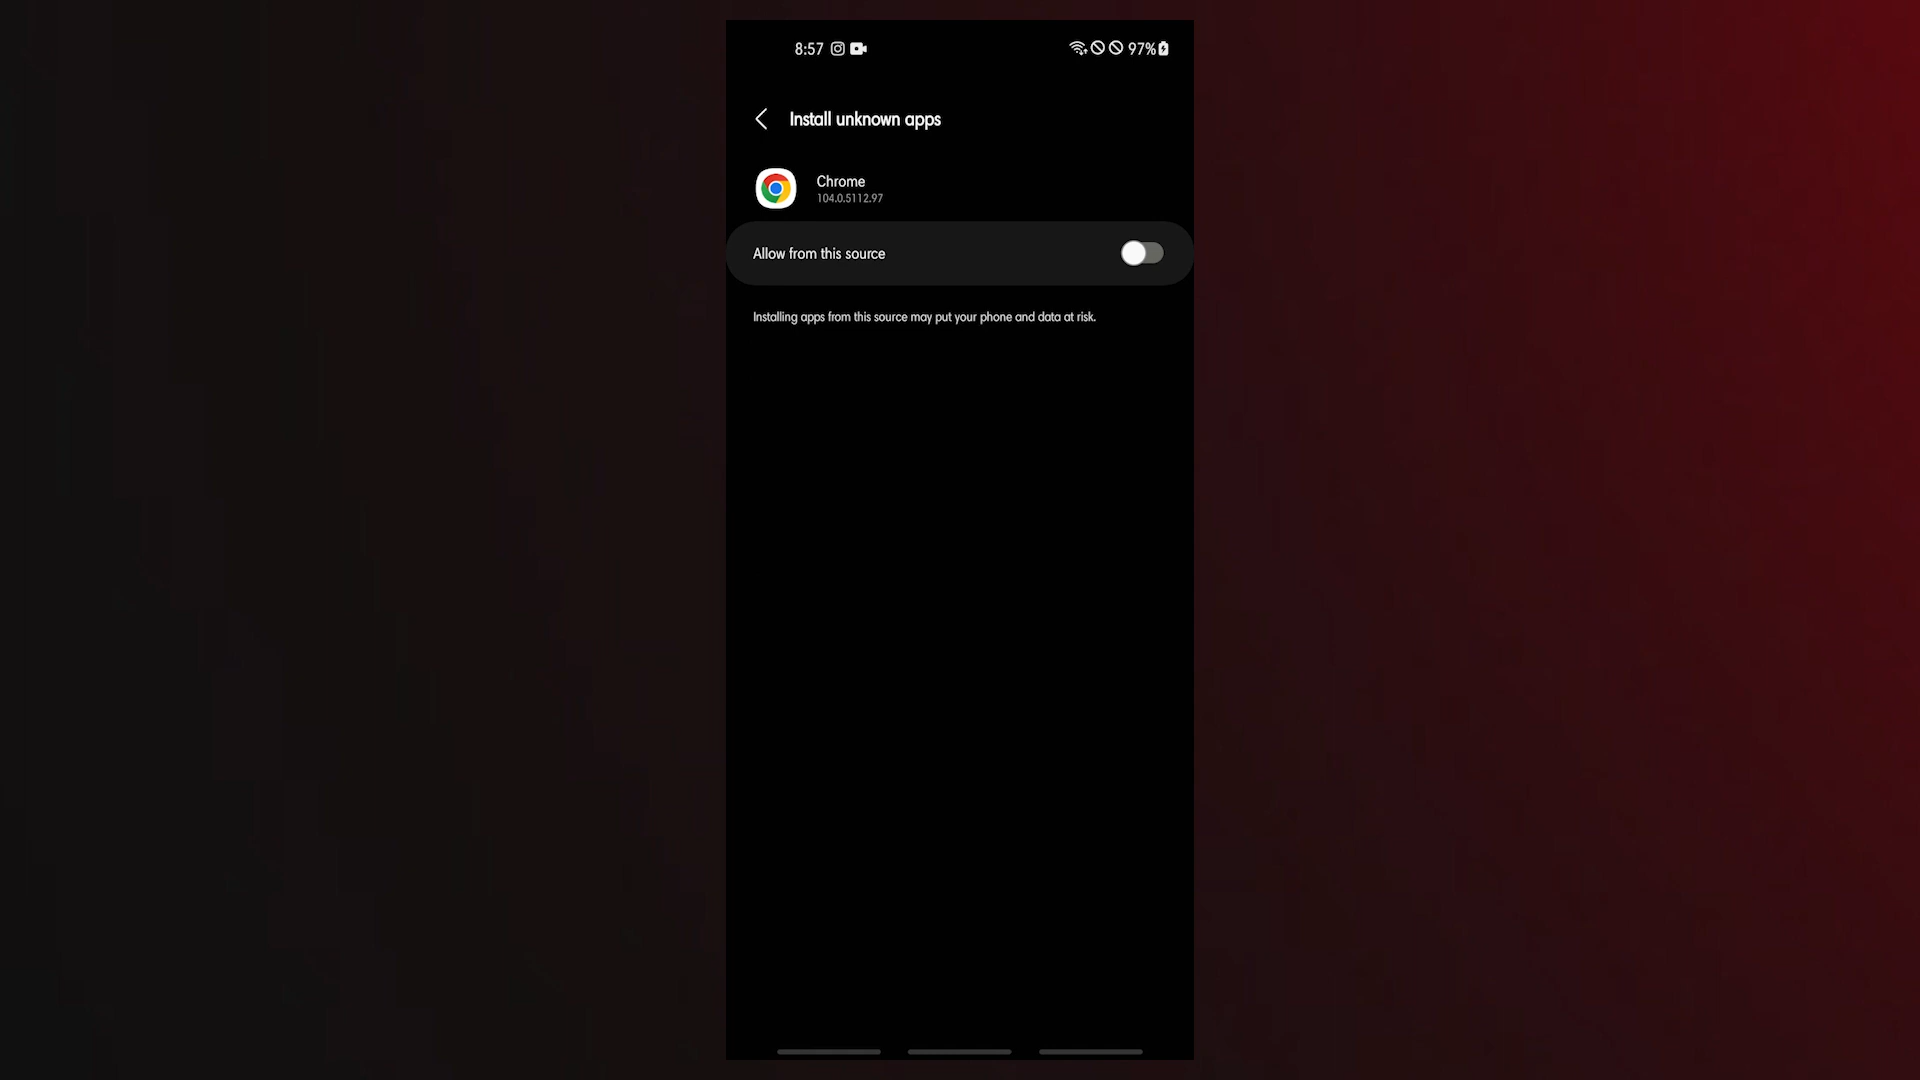 8:57 97%
Install unknown apps
Chrome
104.0.5112.97
Allow from this source
Installing apps from this source may put your phone and data at risk.